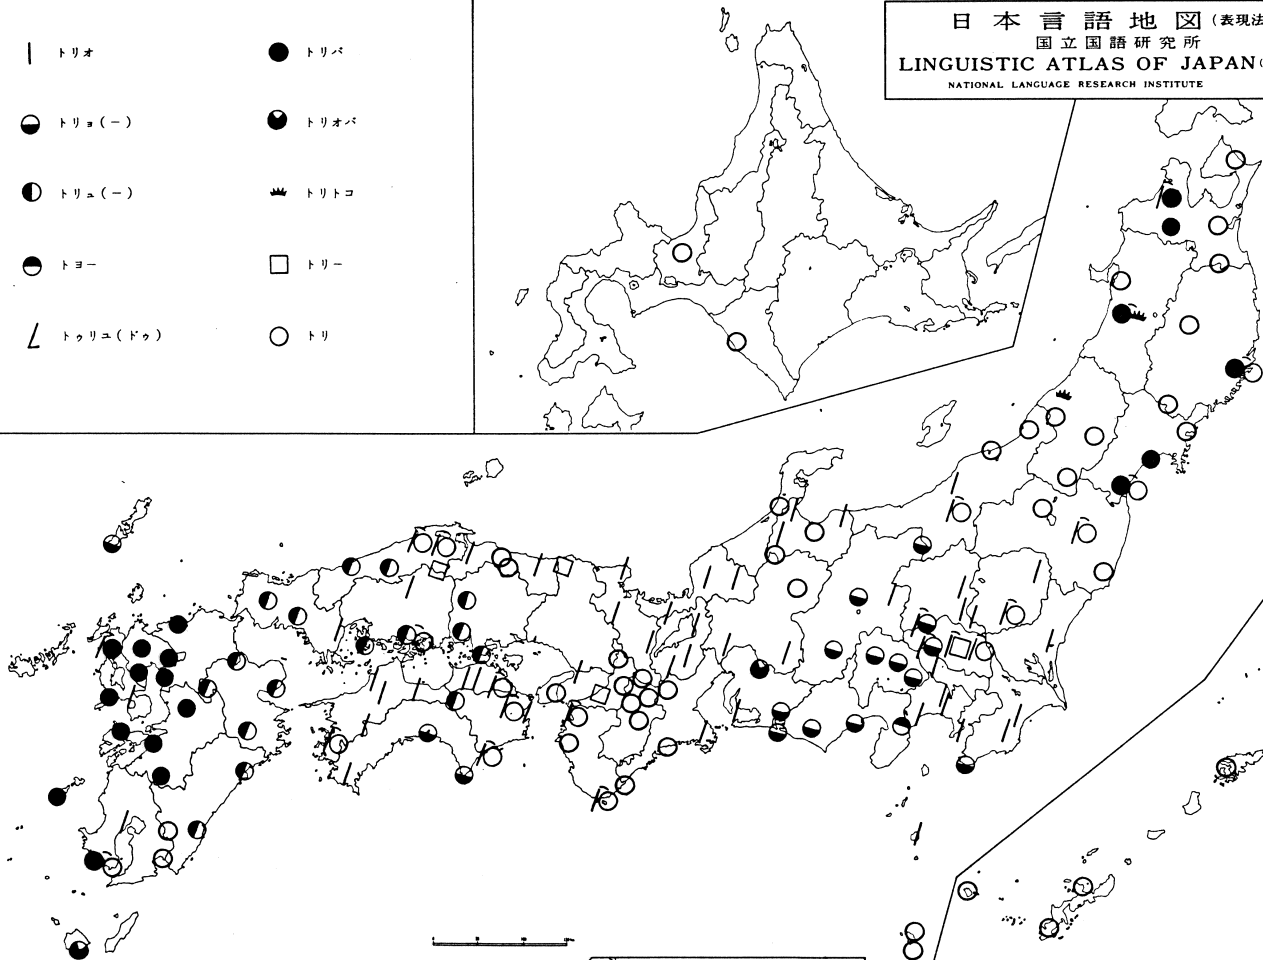 日本言語地図(表現法
国立国語研究所
LINGUISTIC ATLAS OF JAPAN(
NATIONAL LANGUAGE RESEARCH INSTITUTE
トリオ
トリョ(ー)
トリュ(ー)
トヨー
トゥリユ(ドゥ)
トリバ
トリオバ
トリトコ
トリー
トリ